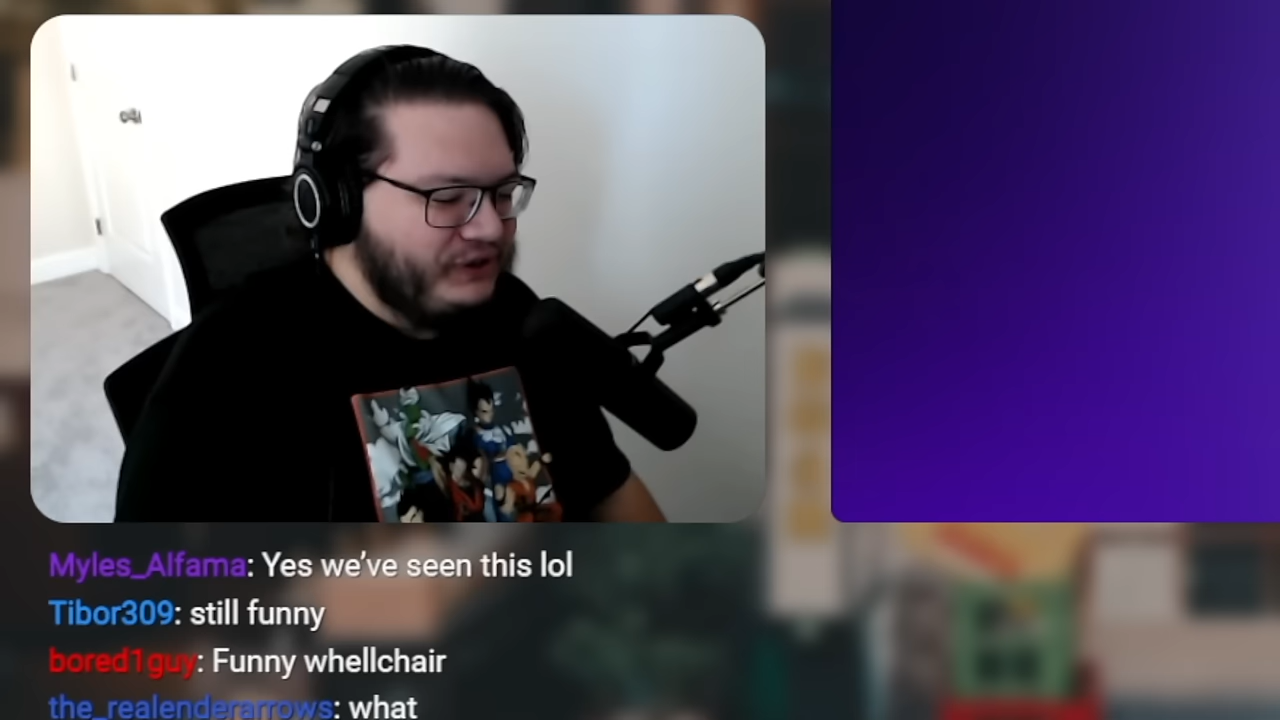 Myles_Alfama: Yes we’ve seen this lol
Tibor309: still funny
bored1guy: Funny whellchair
the_realenderarrows: what